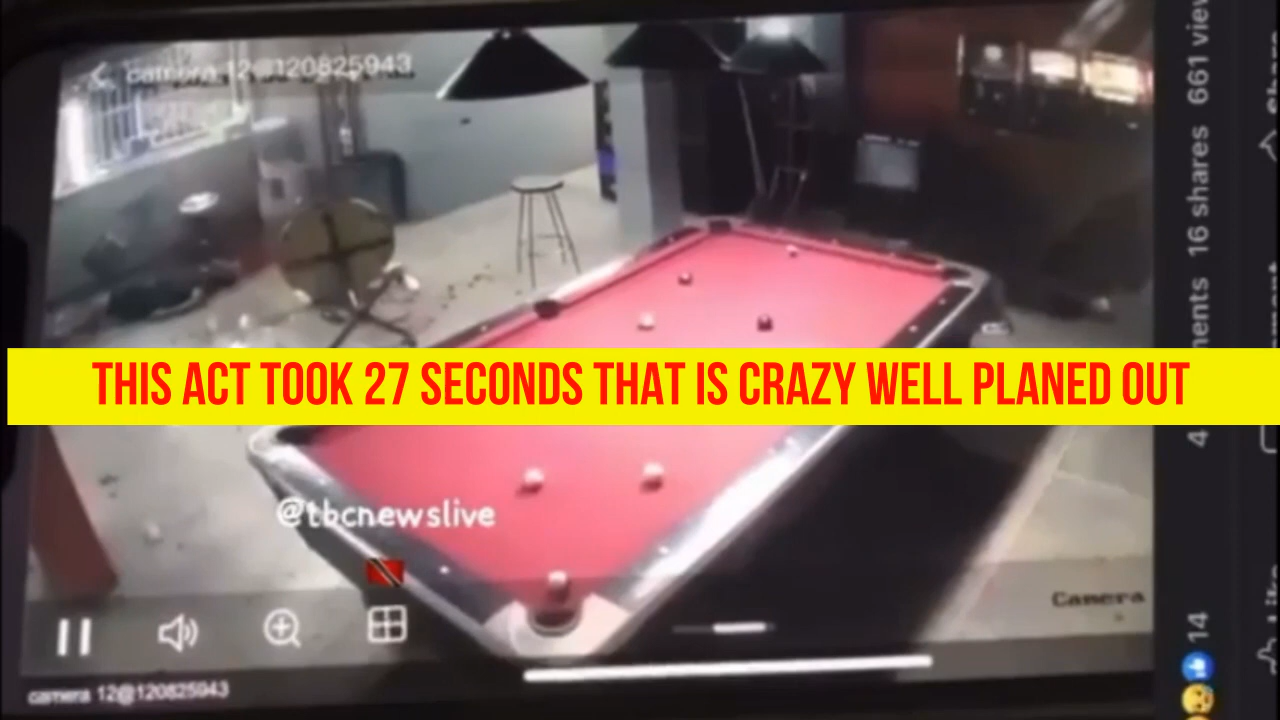 camera 12@120825943
THIS ACT TOOK 27 SECONDS THAT IS CRAZY WELL PLANED OUT
@tbcnewslive
Camera
camera 12@120825943
14
4
16 shares
661